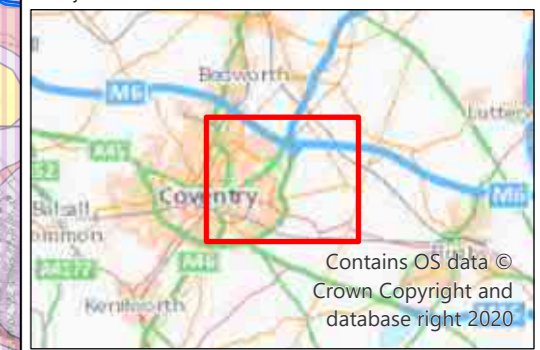 Bedworth
M6
Lutter
A45
Coventry
M6
Balsall
ommon
A46
Kenilworth
Contains OS data ©
Crown Copyright and
database right 2020